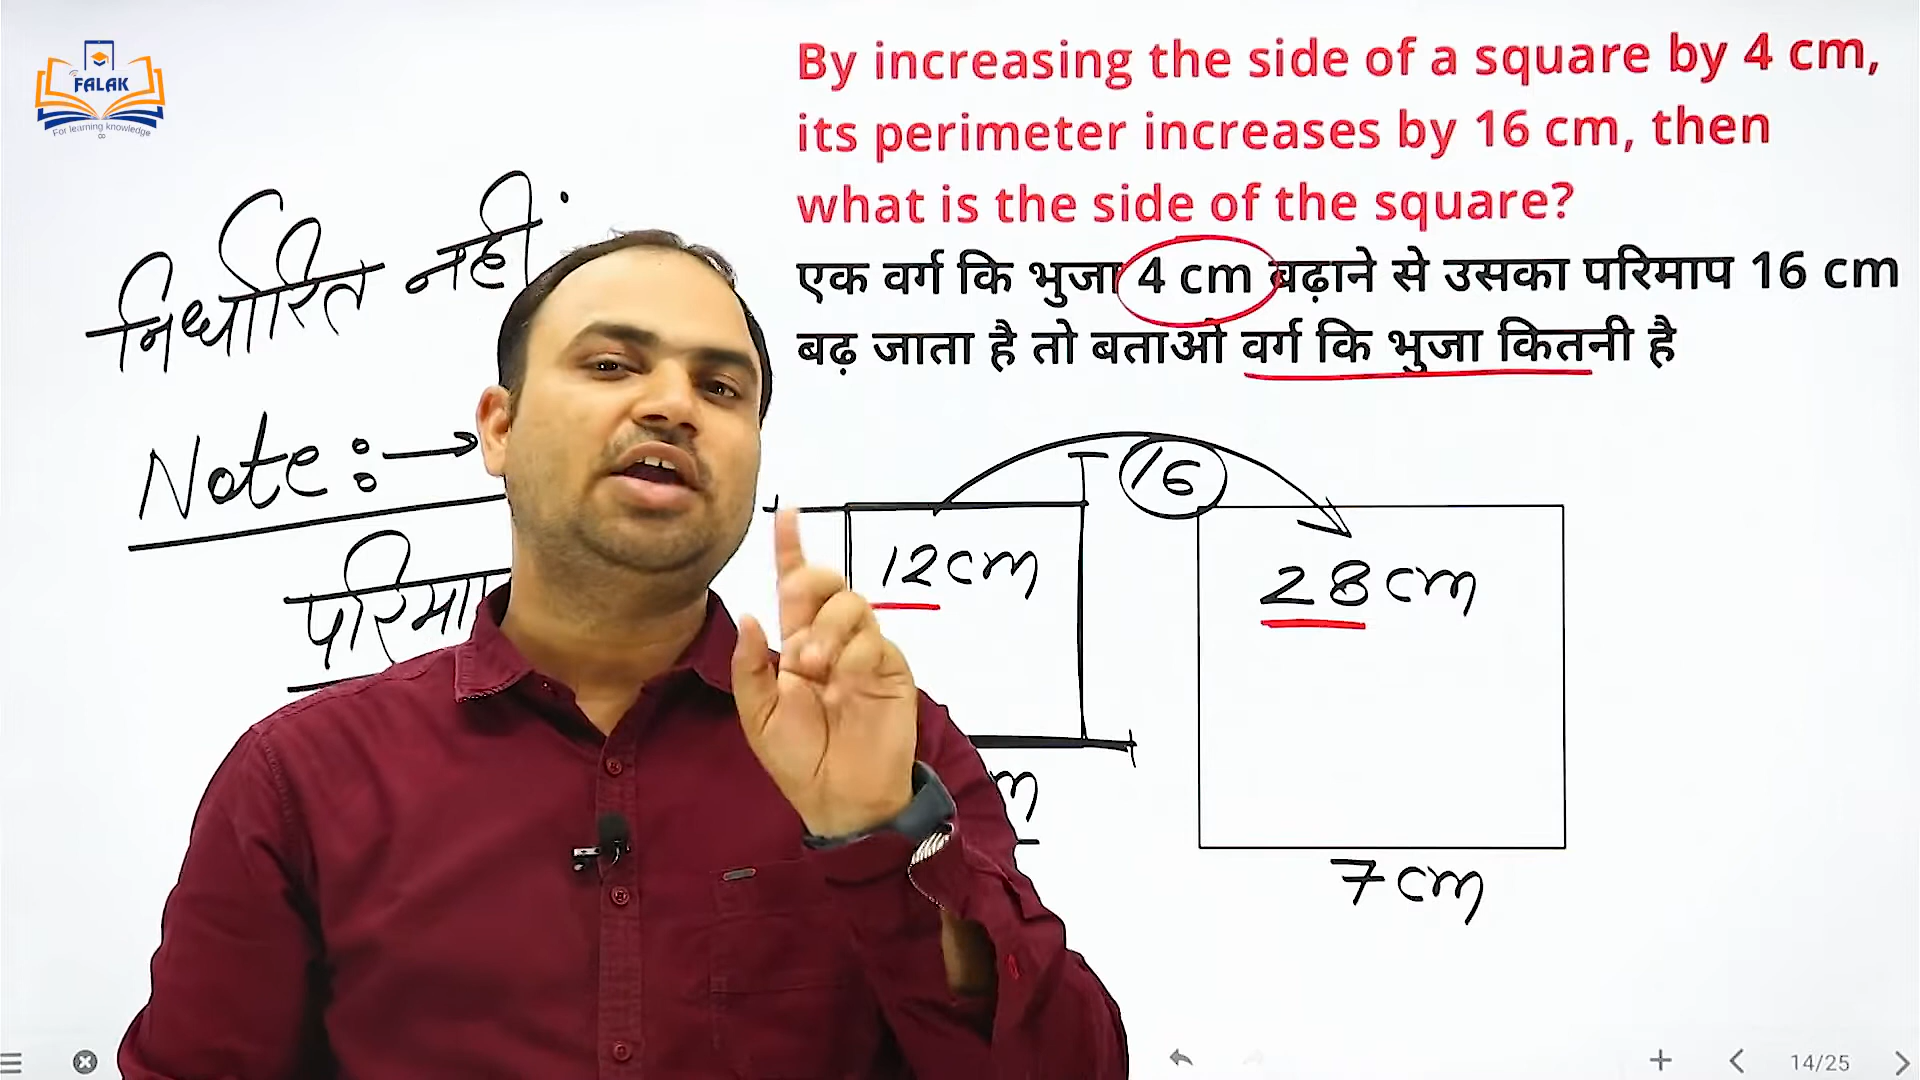 FALAK
For learning knowledge
By increasing the side of a square by 4 cm,
its perimeter increases by 16 cm, then
what is the side of the square?
एक वर्ग कि भुजा 4 cm बढ़ाने से उसका परिमाप 16 cm
बढ़ जाता है तो बताओ वर्ग कि भुजा कितनी है
निर्धारित नहीं
Note :→
परिमा
16
12cm
28cm
m
7cm
14/25